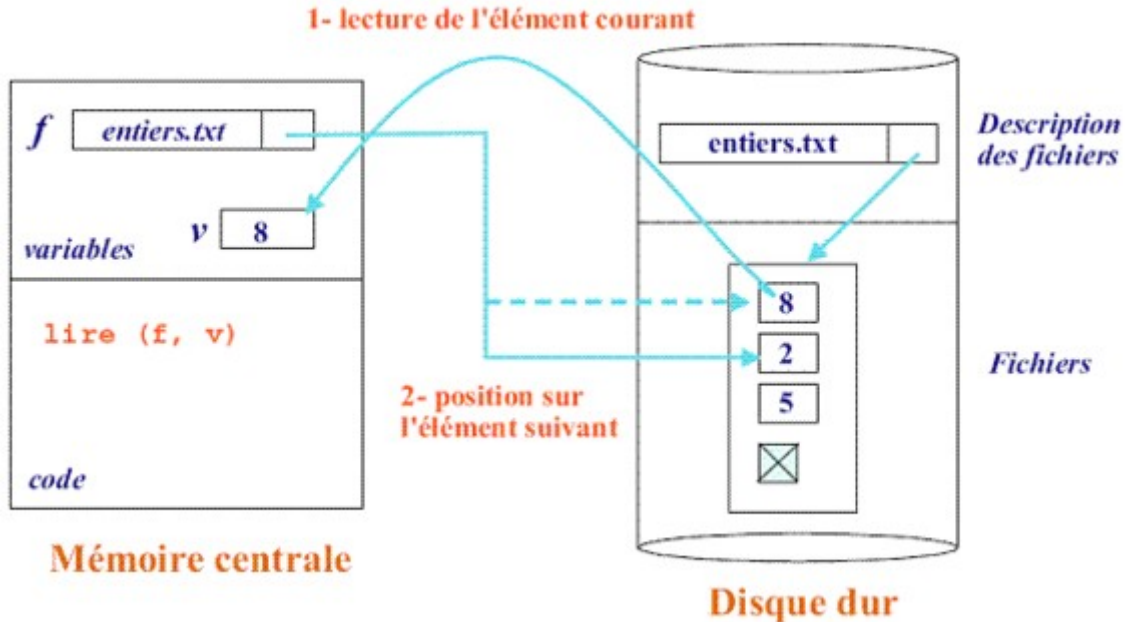 1- lecture de l'élément courant
f entiers.txt
v 8
variables
lire (f, v)
code
Mémoire centrale
2- position sur
l'élément suivant
entiers.txt
Description
des fichiers
8
2
5
Fichiers
Disque dur